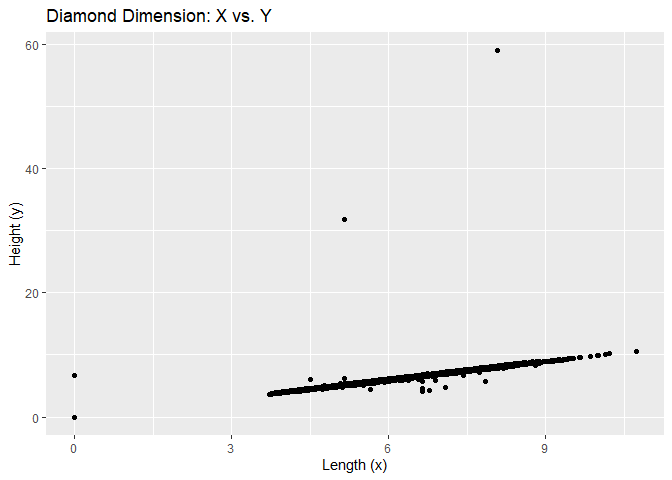 Diamond Dimension: X vs. Y
60
40
20
0
Height (y)
0 3 6 9
Length (x)